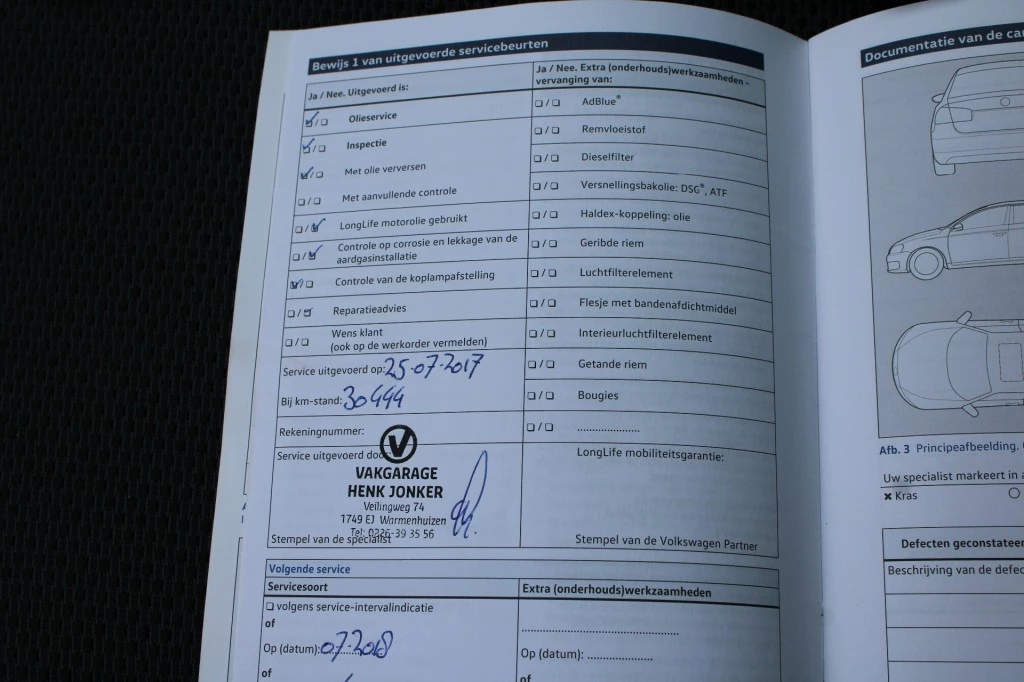 Bewijs 1 van uitgevoerde servicebeurten
Ja / Nee. Uitgevoerd is:
☑/☐ Olieservice
☑/☐ Inspectie
☑/☐ Met olie verversen
☐/☐ Met aanvullende controle
☐/☑ LongLife motorolie gebruikt
☐/☑ Controle op corrosie en lekkage van de
aardgasinstallatie
☑/☐ Controle van de koplampafstelling
☐/☑ Reparatieadvies
☐/☐ Wens klant
(ook op de werkorder vermelden)
Service uitgevoerd op: 25-07-2017
Bij km-stand: 30444
Rekeningnummer:
Service uitgevoerd doo
V
VAKGARAGE
HENK JONKER
Veilingweg 74
1749 EJ Warmenhuizen
Tel: 0226-39 35 56
Stempel van de specialist
Ja / Nee. Extra (onderhouds)werkzaamheden –
vervanging van:
☐/☐ AdBlue®
☐/☐ Remvloeistof
☐/☐ Dieselfilter
☐/☐ Versnellingsbakolie: DSG®, ATF
☐/☐ Haldex-koppeling: olie
☐/☐ Geribde riem
☐/☐ Luchtfilterelement
☐/☐ Flesje met bandenafdichtmiddel
☐/☐ Interieurluchtfilterelement
☐/☐ Getande riem
☐/☐ Bougies
☐/☐ .....................
LongLife mobiliteitsgarantie:
Stempel van de Volkswagen Partner
Volgende service
Servicesoort
☐ volgens service-intervalindicatie
of
Op (datum): 07-2018
of
Extra (onderhouds)werkzaamheden
.....................................................
Op (datum): ......................
of
Documentatie van de
Afb. 3 Principeafbeelding.
Uw specialist markeert in
✖ Kras
Defecten geconstateer
Beschrijving van de defec